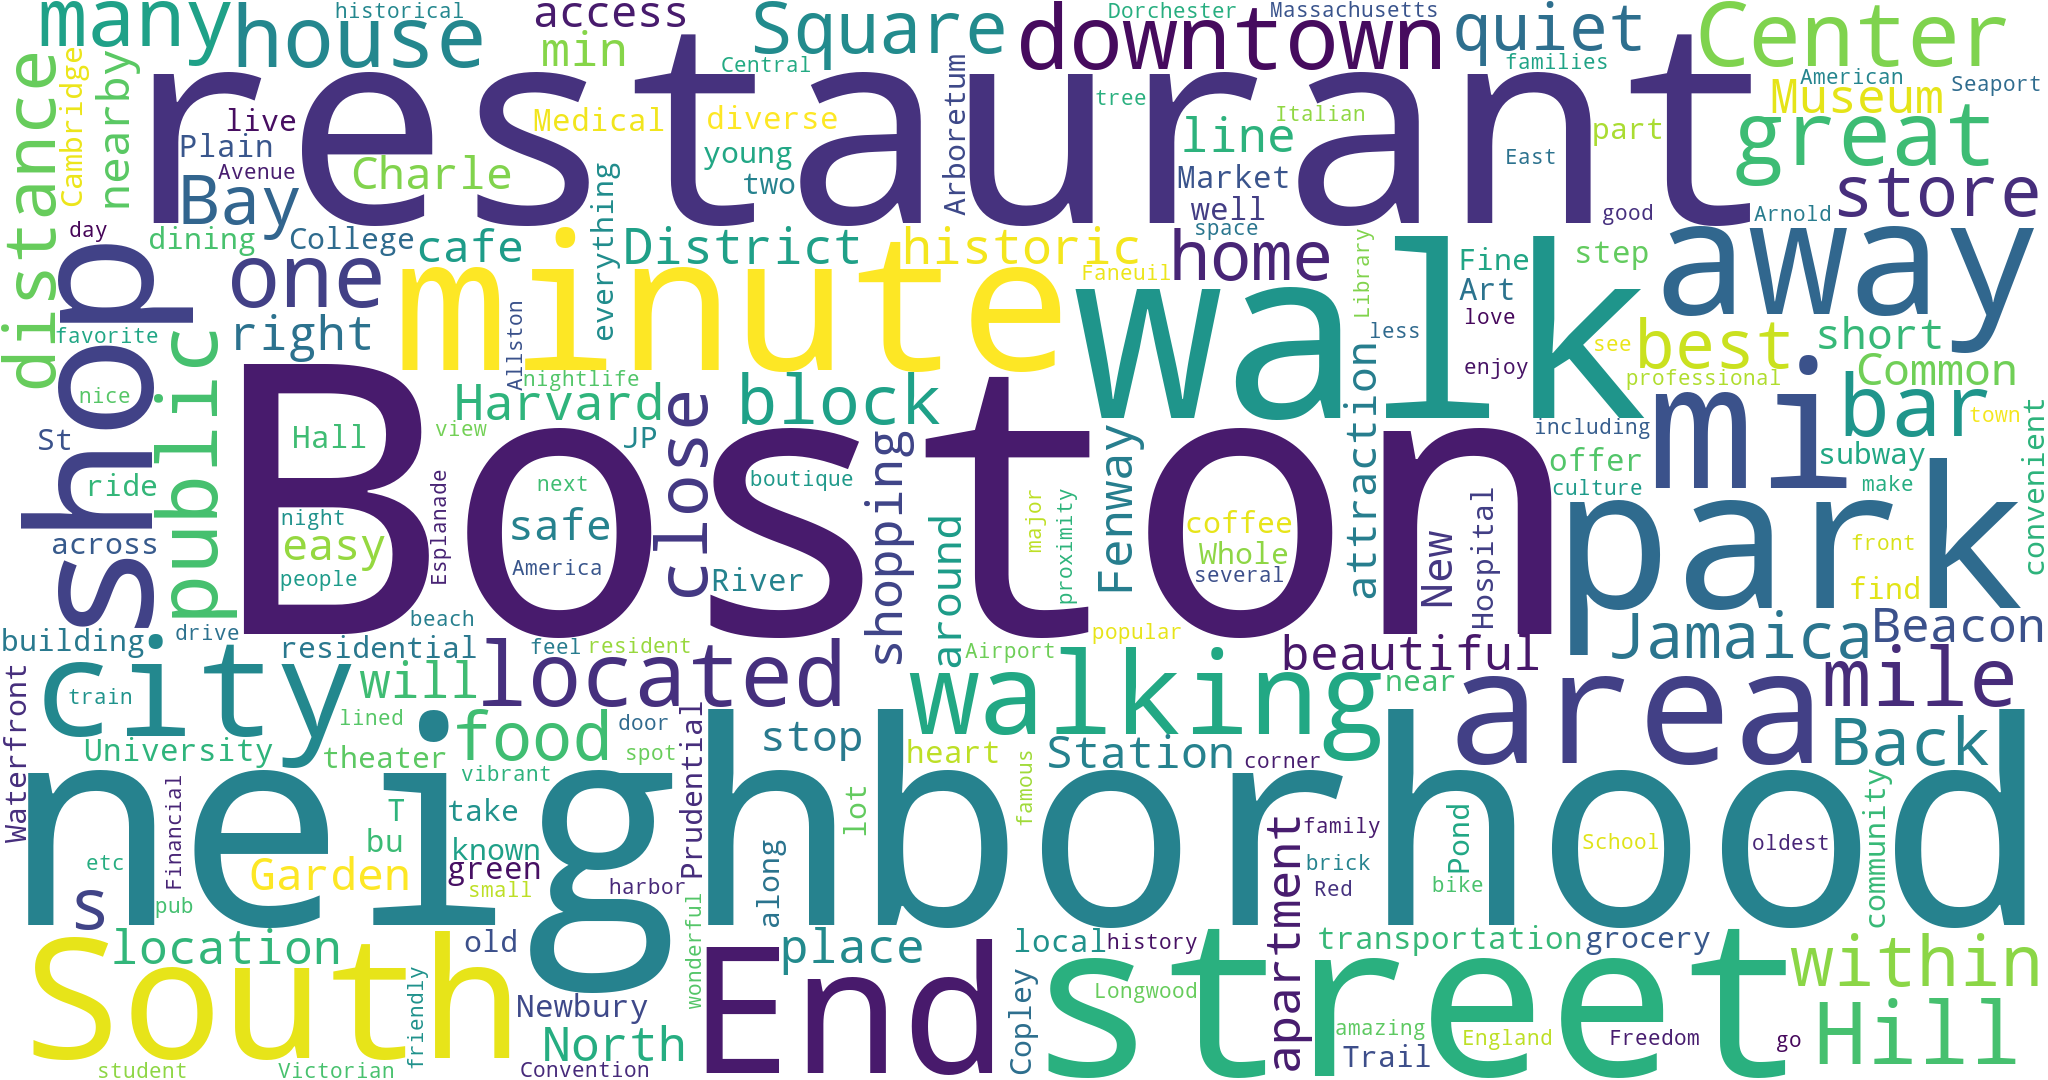 many
historical
access
Dorchester
Massachusetts
house
min
Square
downtown
quiet
Center
Central
families
American
Seaport
distance
Cambridge
nearby
restaurant
tree
Italian
Museum
live
Medical
diverse
line
part
great
Plain
Charle
young
Arboretum
Market
East
Avenue
two
well
store
Bay
everything
space
good
Arnold
day
dining
College
cafe
District
historic
home
Fine
step
away
shop
one
minute
Faneuil
Library
Art
favorite
right
Allston
walk
less
love
see
best
short
nice
public
nightlife
enjoy
professional
Common
Harvard
block
mi
bar
town
St
Hall
view
JP
close
shopping
Fenway
attraction
including
subway
convenient
ride
Boston
next
boutique
major
proximity
offer
culture
make
night
Esplanade
safe
coffee
New
Hospital
park
across
easy
Whole
front
people
America
River
several
find
around
building
drive
beach
popular
Jamaica
Beacon
residential
feel
resident
Airport
beautiful
Waterfront
city
train
will
located
walking
near
area
mile
lined
food
door
stop
Station
Back
University
theater
spot
heart
corner
vibrant
Prudential
lot
famous
neighborhood
Financial
T
take
bu
known
family
Pond
School
oldest
community
etc
Garden
green
brick
s
small
harbor
along
apartment
Red
bike
pub
wonderful
South
location
old
End
place
local
history
street
transportation
grocery
within
friendly
Newbury
Copley
Longwood
North
amazing
England
Freedom
go
Hill
student
Victorian
Convention
Trail